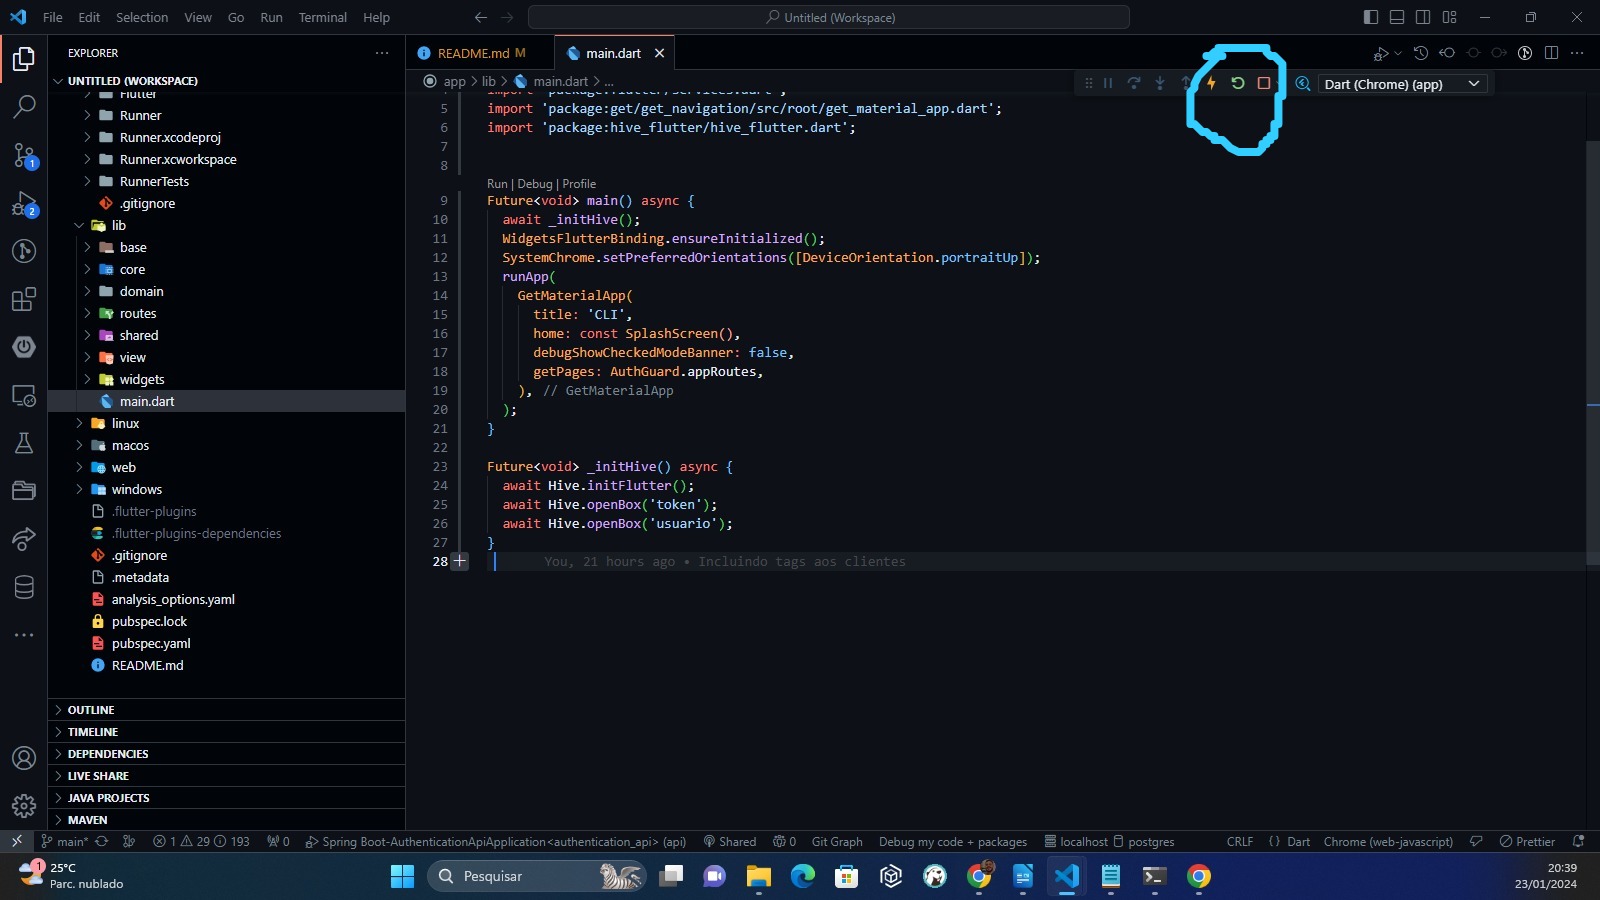 File Edit Selection View Go Run Terminal Help
Untitled (Workspace)
EXPLORER
UNTITLED (WORKSPACE)
Flutter
Runner
Runner.xcodeproj
Runner.xcworkspace
RunnerTests
.gitignore
lib
base
core
domain
routes
shared
view
widgets
main.dart
linux
macos
web
windows
.flutter-plugins
.flutter-plugins-dependencies
.gitignore
.metadata
analysis_options.yaml
pubspec.lock
pubspec.yaml
README.md
OUTLINE
TIMELINE
DEPENDENCIES
LIVE SHARE
JAVA PROJECTS
MAVEN
1
2
README.md M
main.dart
app > lib > main.dart > ...
Dart (Chrome) (app)
4 import 'package:flutter/services.dart';
5 import 'package:get/get_navigation/src/root/get_material_app.dart';
6 import 'package:hive_flutter/hive_flutter.dart';
7
8
Run | Debug | Profile
9 Future<void> main() async {
10 await _initHive();
11 WidgetsFlutterBinding.ensureInitialized();
12 SystemChrome.setPreferredOrientations([DeviceOrientation.portraitUp]);
13 runApp(
14 GetMaterialApp(
15 title: 'CLI',
16 home: const SplashScreen(),
17 debugShowCheckedModeBanner: false,
18 getPages: AuthGuard.appRoutes,
19 ), // GetMaterialApp
20 );
21 }
22
23 Future<void> _initHive() async {
24 await Hive.initFlutter();
25 await Hive.openBox('token');
26 await Hive.openBox('usuario');
27 }
28 You, 21 hours ago • Incluindo tags aos clientes
main* 1 29 193 0 Spring Boot-AuthenticationApiApplication<authentication_api> (api) Shared 0 Git Graph Debug my code + packages localhost postgres CRLF { } Dart Chrome (web-javascript) Prettier
1
25°C
Parc. nublado
Pesquisar
20:39
23/01/2024